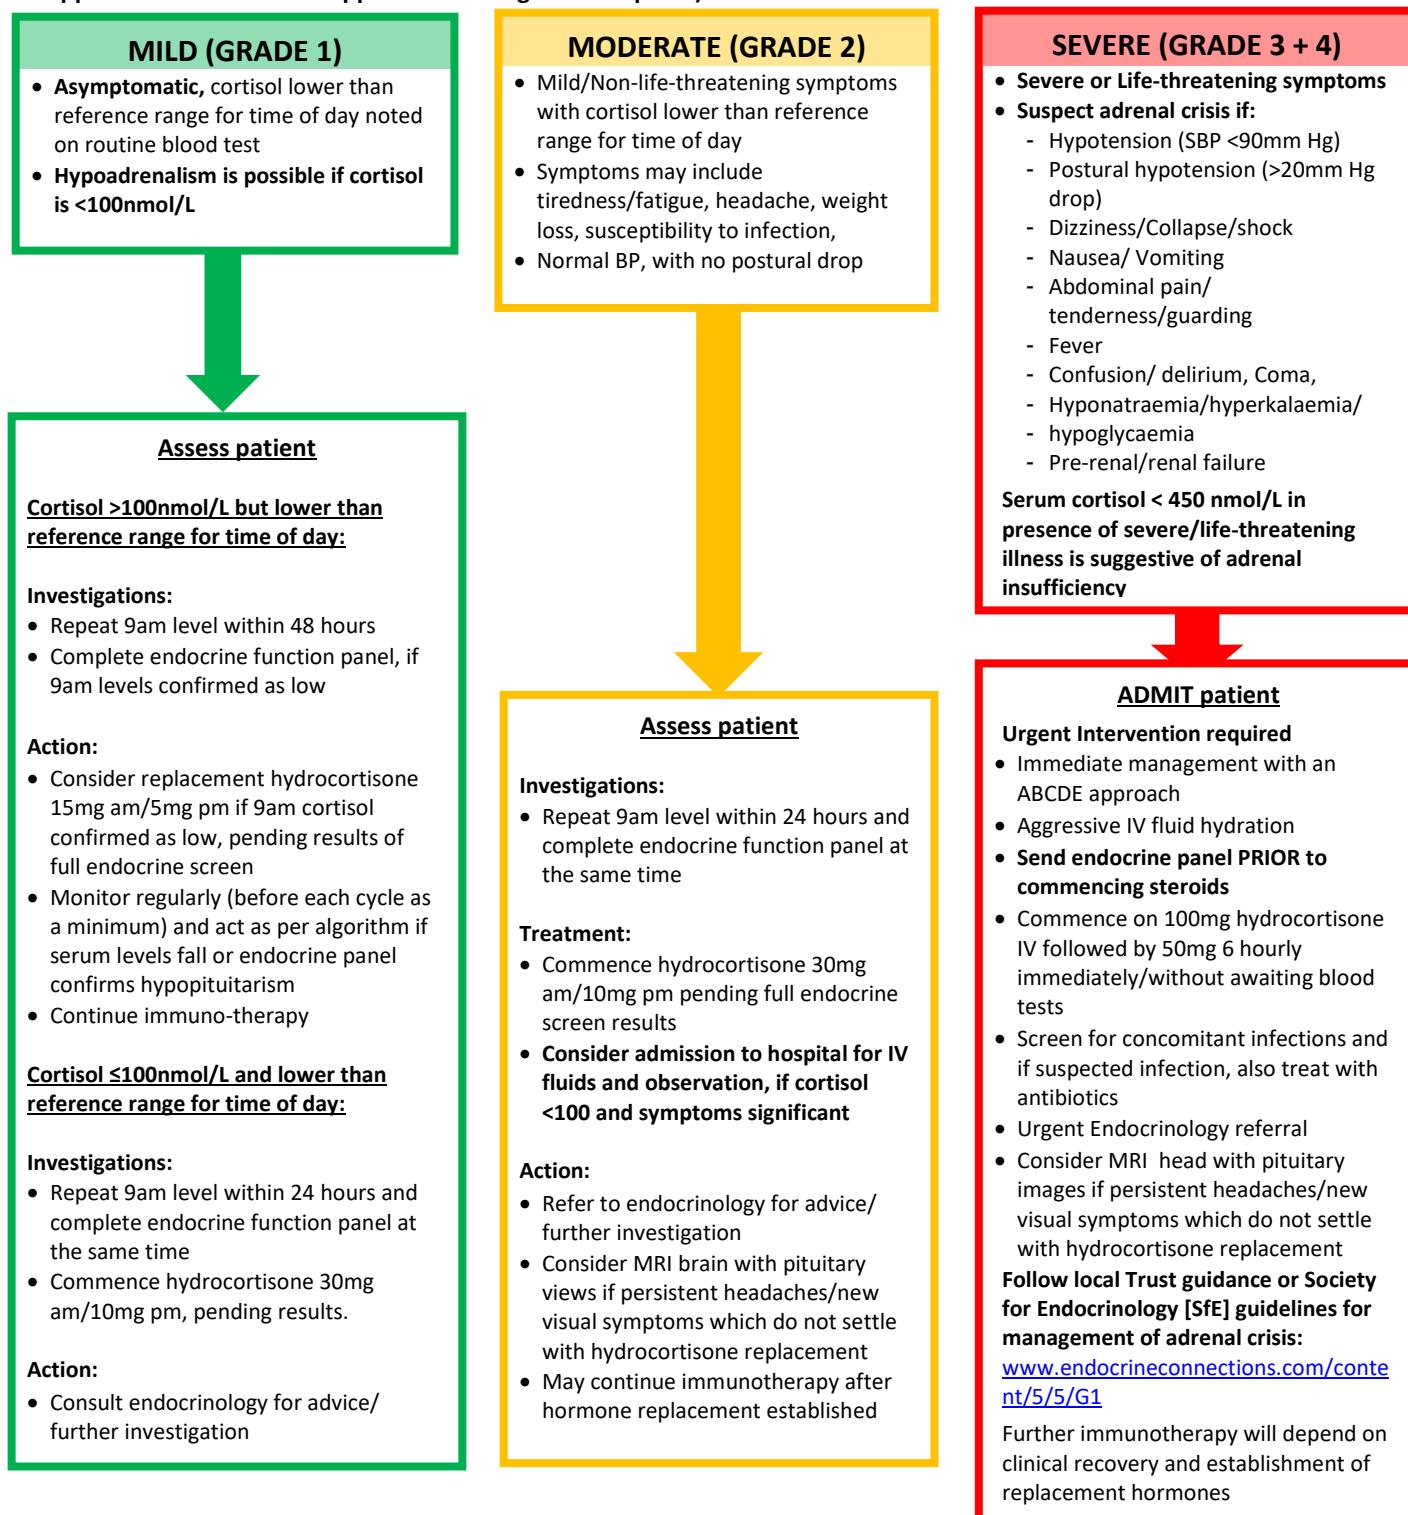 MILD (GRADE 1)
• Asymptomatic, cortisol lower than
reference range for time of day noted
on routine blood test
• Hypoadrenalism is possible if cortisol
is <100nmol/L
Assess patient
Cortisol >100nmol/L but lower than
reference range for time of day:
Investigations:
• Repeat 9am level within 48 hours
• Complete endocrine function panel, if
9am levels confirmed as low
Action:
• Consider replacement hydrocortisone
15mg am/5mg pm if 9am cortisol
confirmed as low, pending results of
full endocrine screen
• Monitor regularly (before each cycle as
a minimum) and act as per algorithm if
serum levels fall or endocrine panel
confirms hypopituitarism
• Continue immuno-therapy
Cortisol ≤100nmol/L and lower than
reference range for time of day:
Investigations:
• Repeat 9am level within 24 hours and
complete endocrine function panel at
the same time
• Commence hydrocortisone 30mg
am/10mg pm, pending results.
Action:
• Consult endocrinology for advice/
further investigation
MODERATE (GRADE 2)
• Mild/Non-life-threatening symptoms
with cortisol lower than reference
range for time of day
• Symptoms may include
tiredness/fatigue, headache, weight
loss, susceptibility to infection,
• Normal BP, with no postural drop
Assess patient
Investigations:
• Repeat 9am level within 24 hours and
complete endocrine function panel at
the same time
Treatment:
• Commence hydrocortisone 30mg
am/10mg pm pending full endocrine
screen results
• Consider admission to hospital for IV
fluids and observation, if cortisol
<100 and symptoms significant
Action:
• Refer to endocrinology for advice/
further investigation
• Consider MRI brain with pituitary
views if persistent headaches/new
visual symptoms which do not settle
with hydrocortisone replacement
• May continue immunotherapy after
hormone replacement established
SEVERE (GRADE 3 + 4)
• Severe or Life-threatening symptoms
• Suspect adrenal crisis if:
- Hypotension (SBP <90mm Hg)
- Postural hypotension (>20mm Hg
drop)
- Dizziness/Collapse/shock
- Nausea/ Vomiting
- Abdominal pain/
tenderness/guarding
- Fever
- Confusion/ delirium, Coma,
- Hyponatraemia/hyperkalaemia/
- hypoglycaemia
- Pre-renal/renal failure
Serum cortisol < 450 nmol/L in
presence of severe/life-threatening
illness is suggestive of adrenal
insufficiency
ADMIT patient
Urgent Intervention required
• Immediate management with an
ABCDE approach
• Aggressive IV fluid hydration
• Send endocrine panel PRIOR to
commencing steroids
• Commence on 100mg hydrocortisone
IV followed by 50mg 6 hourly
immediately/without awaiting blood
tests
• Screen for concomitant infections and
if suspected infection, also treat with
antibiotics
• Urgent Endocrinology referral
• Consider MRI head with pituitary
images if persistent headaches/new
visual symptoms which do not settle
with hydrocortisone replacement
Follow local Trust guidance or Society
for Endocrinology [SfE] guidelines for
management of adrenal crisis:
www.endocrineconnections.com/conte
nt/5/5/G1
Further immunotherapy will depend on
clinical recovery and establishment of
replacement hormones